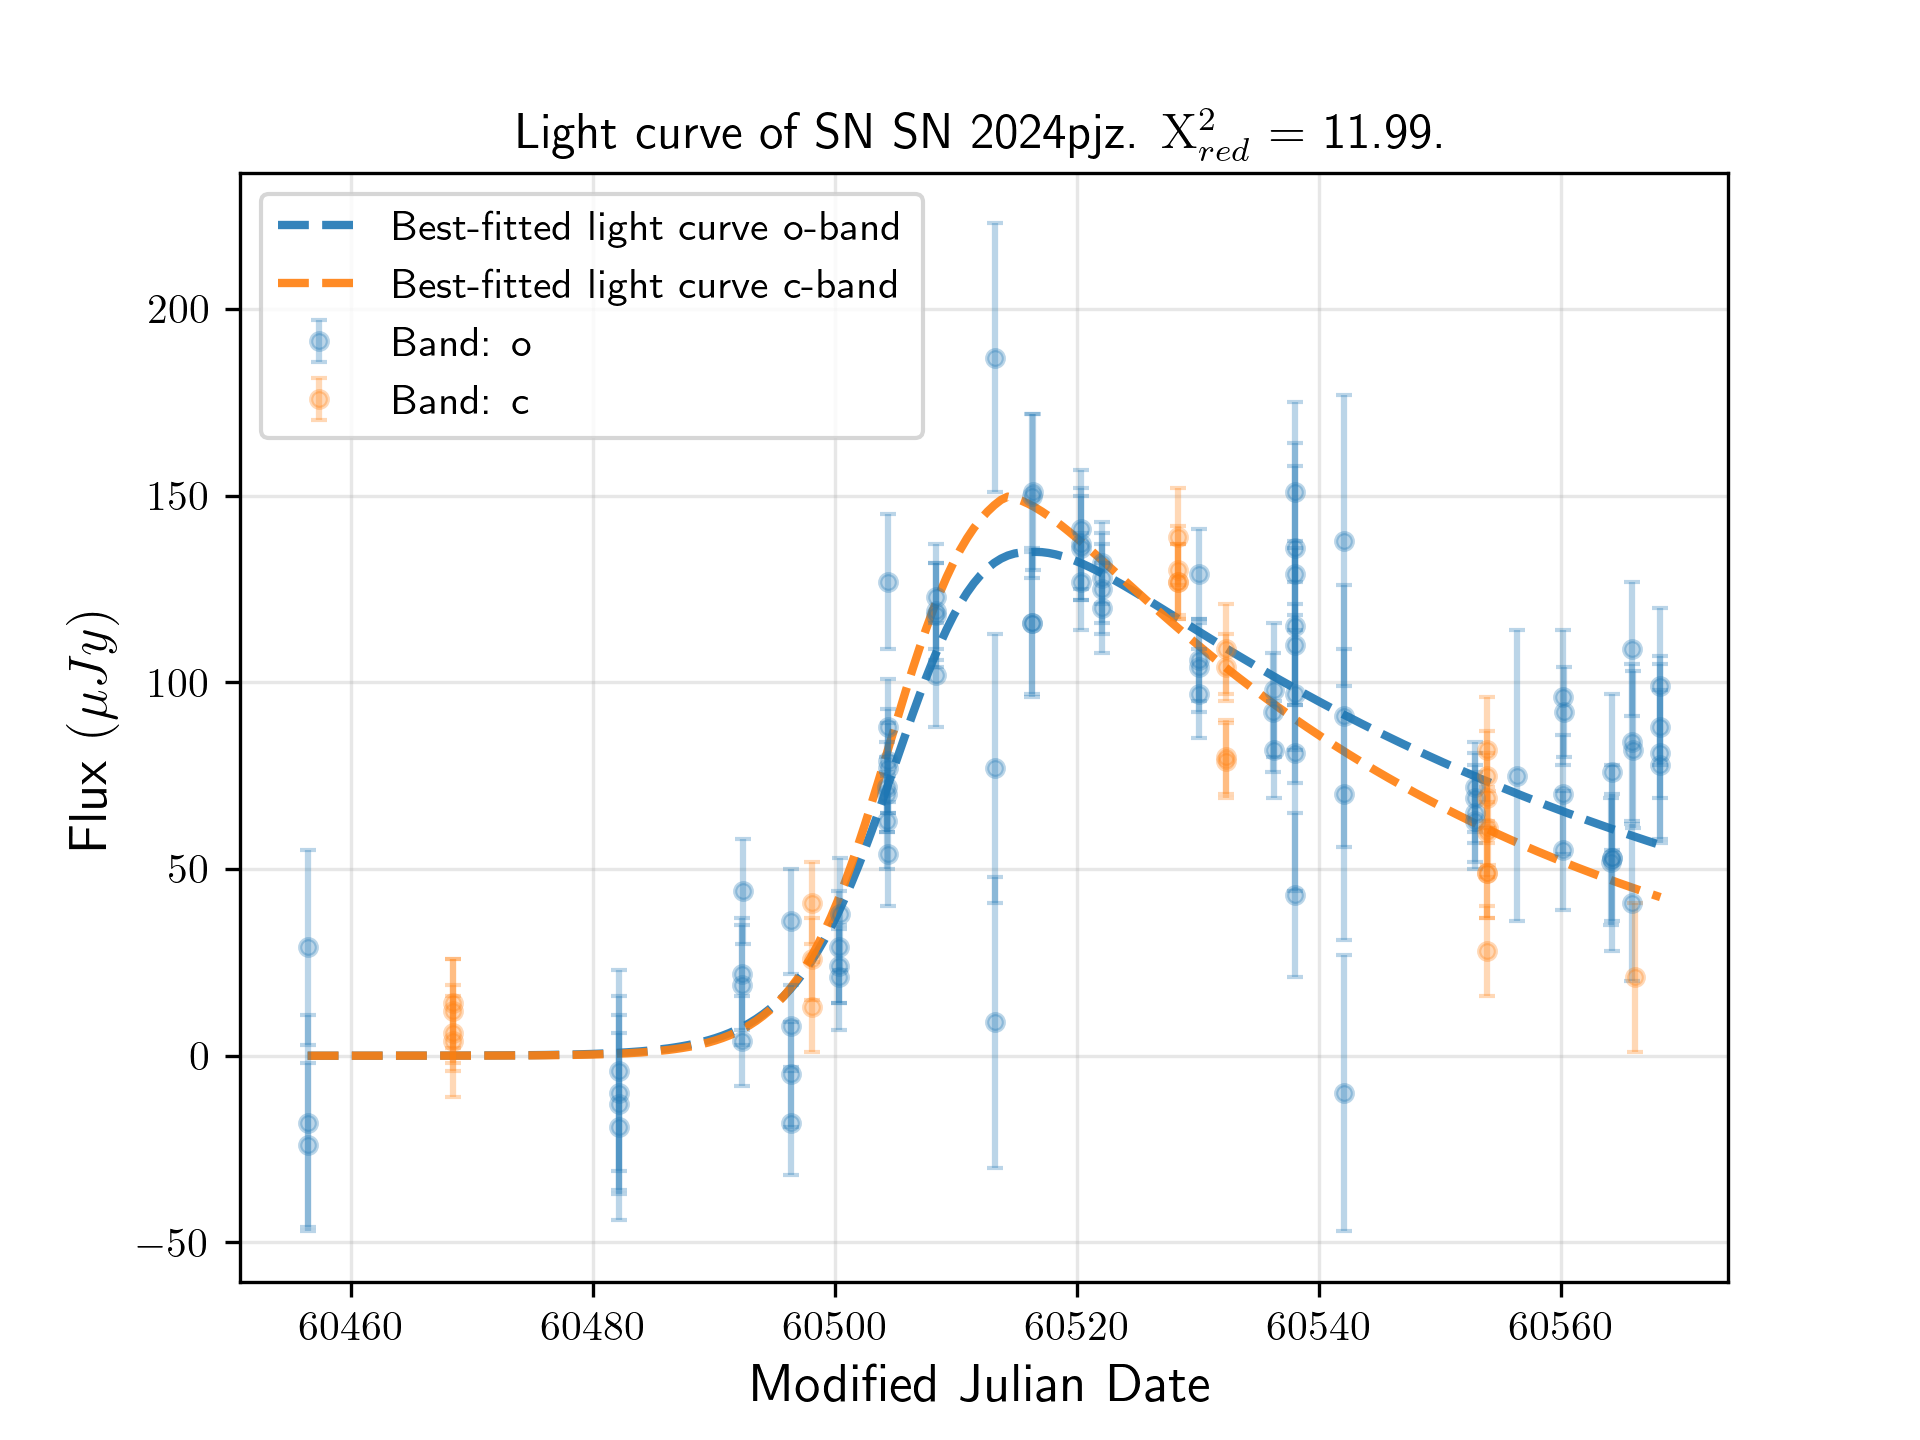 Light curve of SN SN 2024pjz. X²_red = 11.99.
Best-fitted light curve o-band
Best-fitted light curve c-band
Band: o
Band: c
Flux (μJy)
200
150
100
50
0
−50
60460 60480 60500 60520 60540 60560
Modified Julian Date